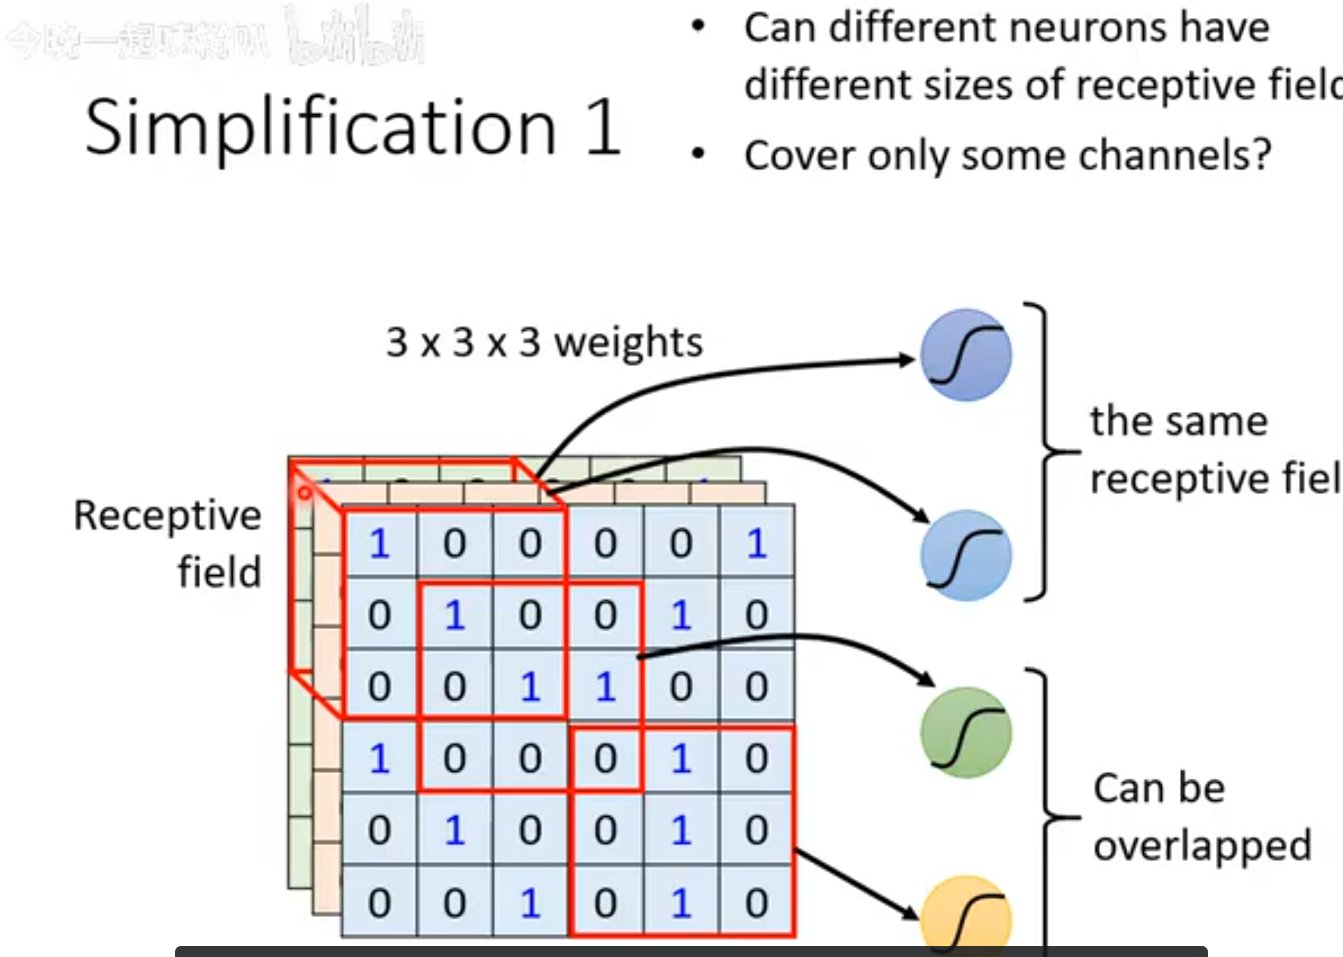 Simplification 1
• Can different neurons have
different sizes of receptive field
• Cover only some channels?
3 x 3 x 3 weights
the same
receptive fiel
Receptive
field
1 0 0 0 0 1
0 1 0 0 1 0
0 0 1 1 0 0
1 0 0 0 1 0
0 1 0 0 1 0
0 0 1 0 1 0
Can be
overlapped